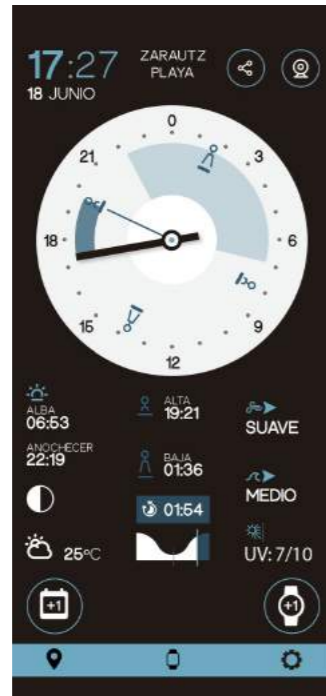 17:27
18 JUNIO
ZARAUTZ
PLAYA
0
3
6
9
12
15
18
21
ALBA
06:53
ANOCHECER
22:19
25ºC
ALTA
19:21
BAJA
01:36
01:54
SUAVE
MEDIO
UV: 7/10
+1
+1